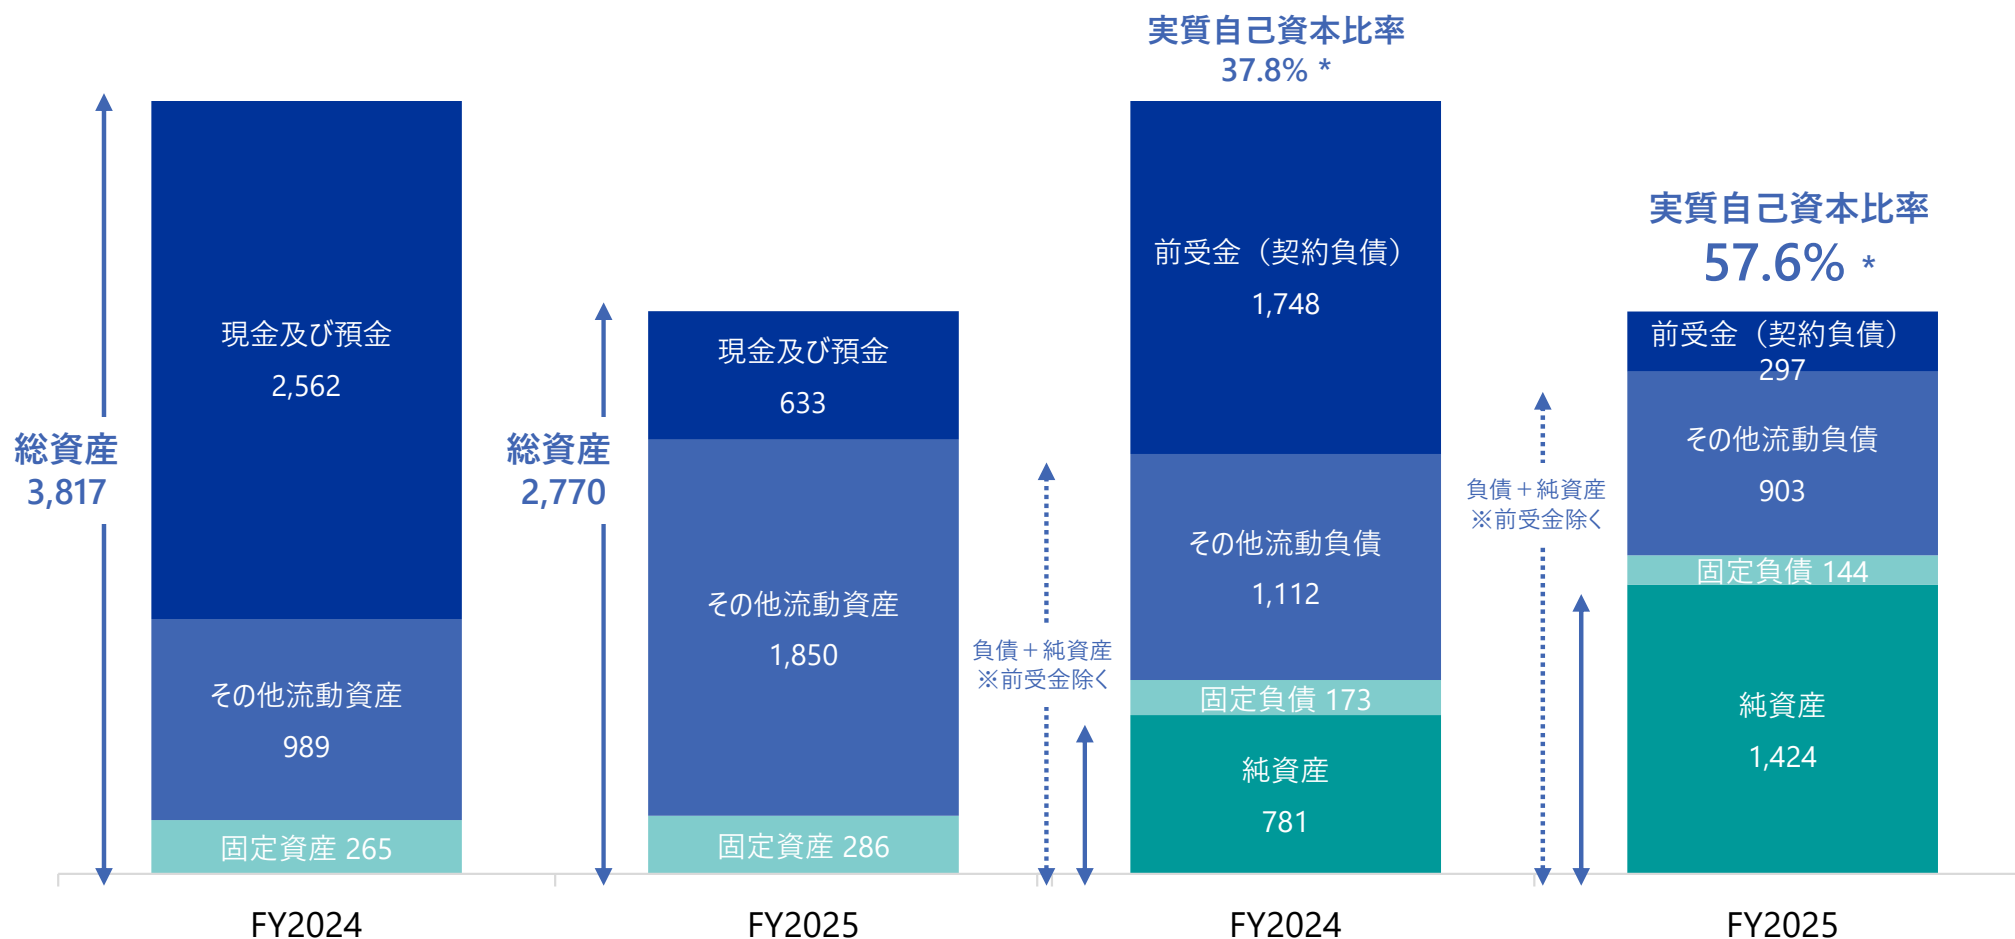 総資産
3,817
現金及び預金
2,562
その他流動資産
989
固定資産 265
FY2024
総資産
2,770
現金及び預金
633
その他流動資産
1,850
固定資産 286
FY2025
実質自己資本比率
37.8% *
負債＋純資産
※前受金除く
前受金（契約負債）
1,748
その他流動負債
1,112
固定負債 173
純資産
781
FY2024
実質自己資本比率
57.6% *
負債＋純資産
※前受金除く
前受金（契約負債）
297
その他流動負債
903
固定負債 144
純資産
1,424
FY2025